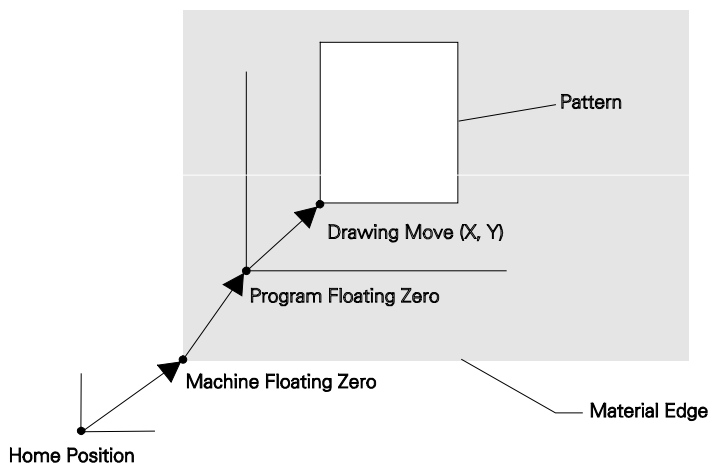 Pattern
Drawing Move (X, Y)
Program Floating Zero
Machine Floating Zero
Material Edge
Home Position